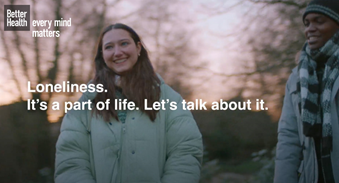 Better
Health
every mind
matters
Loneliness.
It's a part of life. Let's talk about it.